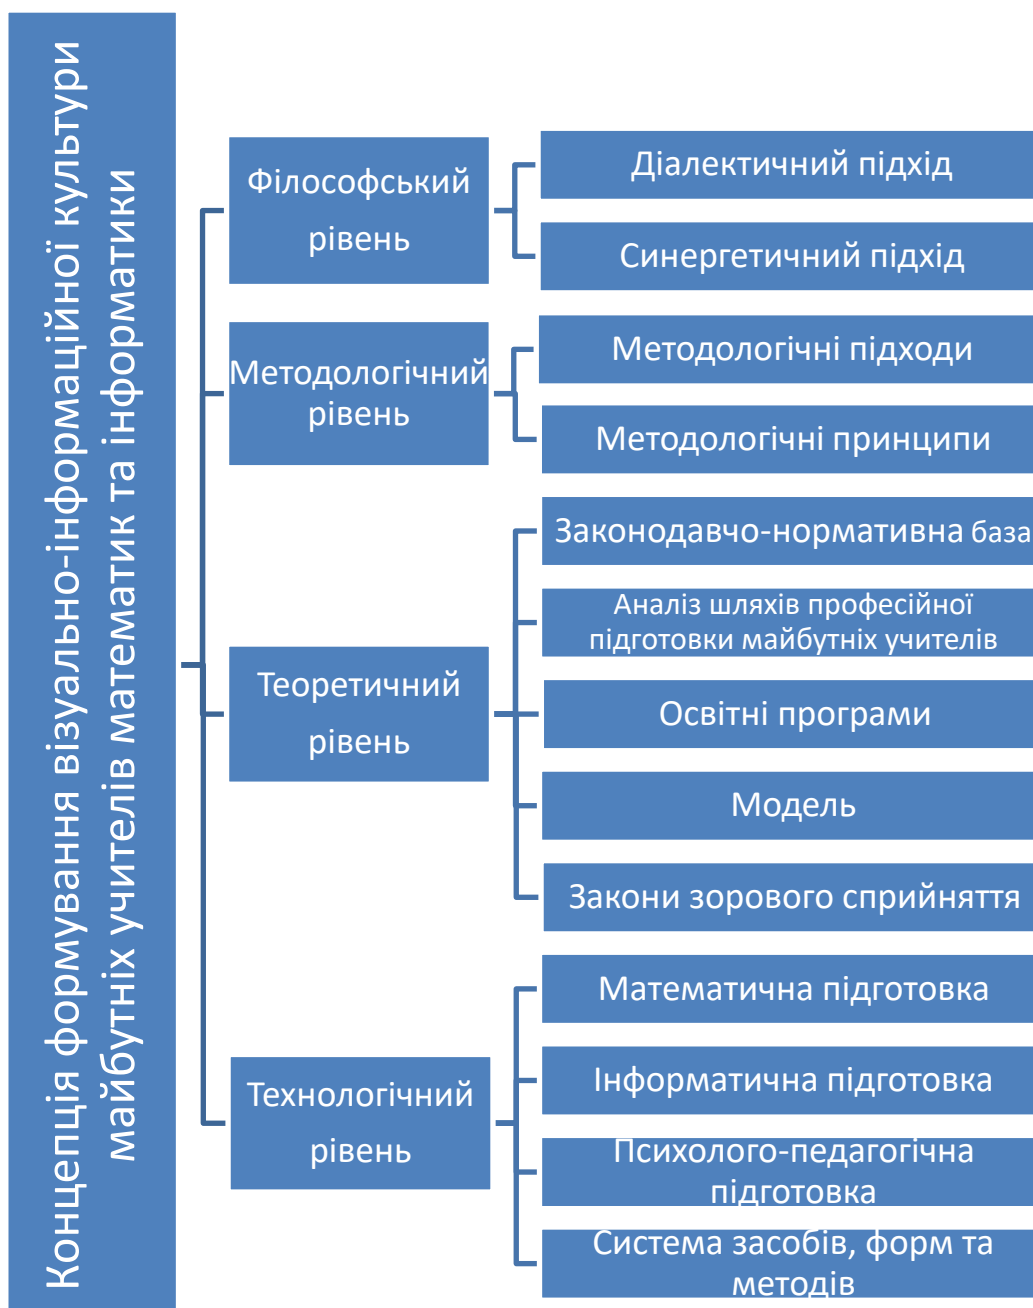 Концепція формування візуально-інформаційної культури
майбутніх учителів математик та інформатики
Філософський
рівень
Діалектичний підхід
Синергетичний підхід
Методологічний
рівень
Методологічні підходи
Методологічні принципи
Теоретичний
рівень
Законодавчо-нормативна база
Аналіз шляхів професійної
підготовки майбутніх учителів
Освітні програми
Модель
Закони зорового сприйняття
Технологічний
рівень
Математична підготовка
Інформатична підготовка
Психолого-педагогічна
підготовка
Система засобів, форм та
методів